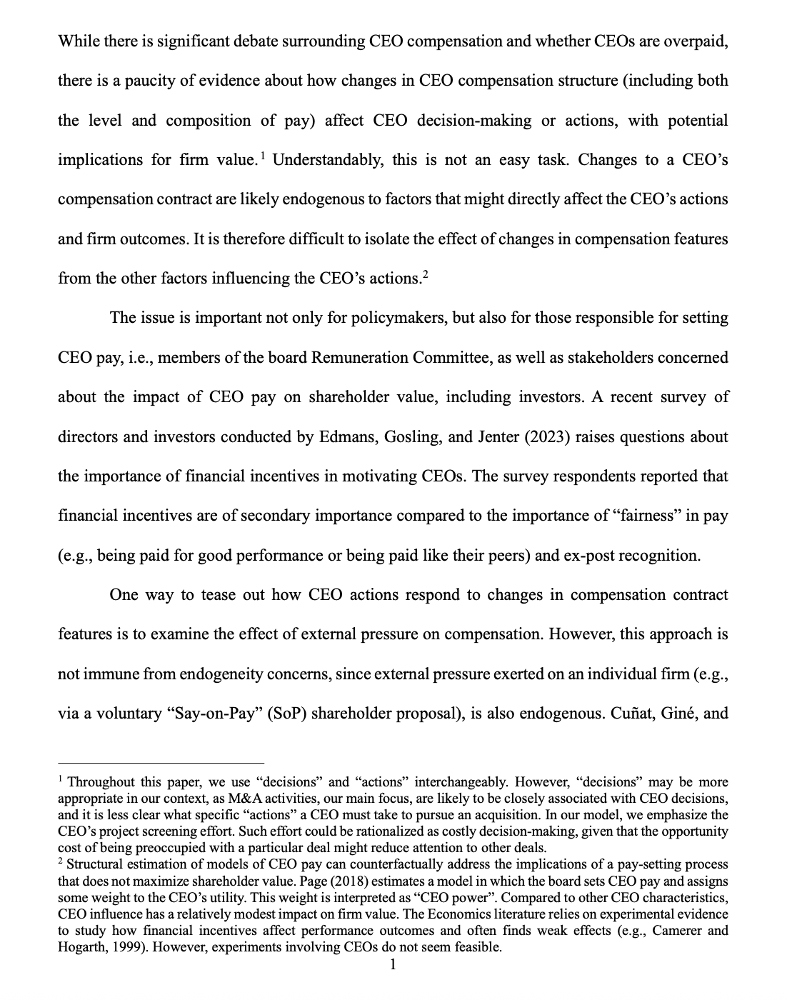 While there is significant debate surrounding CEO compensation and whether CEOs are overpaid,
there is a paucity of evidence about how changes in CEO compensation structure (including both
the level and composition of pay) affect CEO decision-making or actions, with potential
implications for firm value.1 Understandably, this is not an easy task. Changes to a CEO’s
compensation contract are likely endogenous to factors that might directly affect the CEO’s actions
and firm outcomes. It is therefore difficult to isolate the effect of changes in compensation features
from the other factors influencing the CEO’s actions.2
The issue is important not only for policymakers, but also for those responsible for setting
CEO pay, i.e., members of the board Remuneration Committee, as well as stakeholders concerned
about the impact of CEO pay on shareholder value, including investors. A recent survey of
directors and investors conducted by Edmans, Gosling, and Jenter (2023) raises questions about
the importance of financial incentives in motivating CEOs. The survey respondents reported that
financial incentives are of secondary importance compared to the importance of “fairness” in pay
(e.g., being paid for good performance or being paid like their peers) and ex-post recognition.
One way to tease out how CEO actions respond to changes in compensation contract
features is to examine the effect of external pressure on compensation. However, this approach is
not immune from endogeneity concerns, since external pressure exerted on an individual firm (e.g.,
via a voluntary “Say-on-Pay” (SoP) shareholder proposal), is also endogenous. Cuñat, Giné, and
1 Throughout this paper, we use “decisions” and “actions” interchangeably. However, “decisions” may be more
appropriate in our context, as M&A activities, our main focus, are likely to be closely associated with CEO decisions,
and it is less clear what specific “actions” a CEO must take to pursue an acquisition. In our model, we emphasize the
CEO’s project screening effort. Such effort could be rationalized as costly decision-making, given that the opportunity
cost of being preoccupied with a particular deal might reduce attention to other deals.
2 Structural estimation of models of CEO pay can counterfactually address the implications of a pay-setting process
that does not maximize shareholder value. Page (2018) estimates a model in which the board sets CEO pay and assigns
some weight to the CEO’s utility. This weight is interpreted as “CEO power”. Compared to other CEO characteristics,
CEO influence has a relatively modest impact on firm value. The Economics literature relies on experimental evidence
to study how financial incentives affect performance outcomes and often finds weak effects (e.g., Camerer and
Hogarth, 1999). However, experiments involving CEOs do not seem feasible.
1